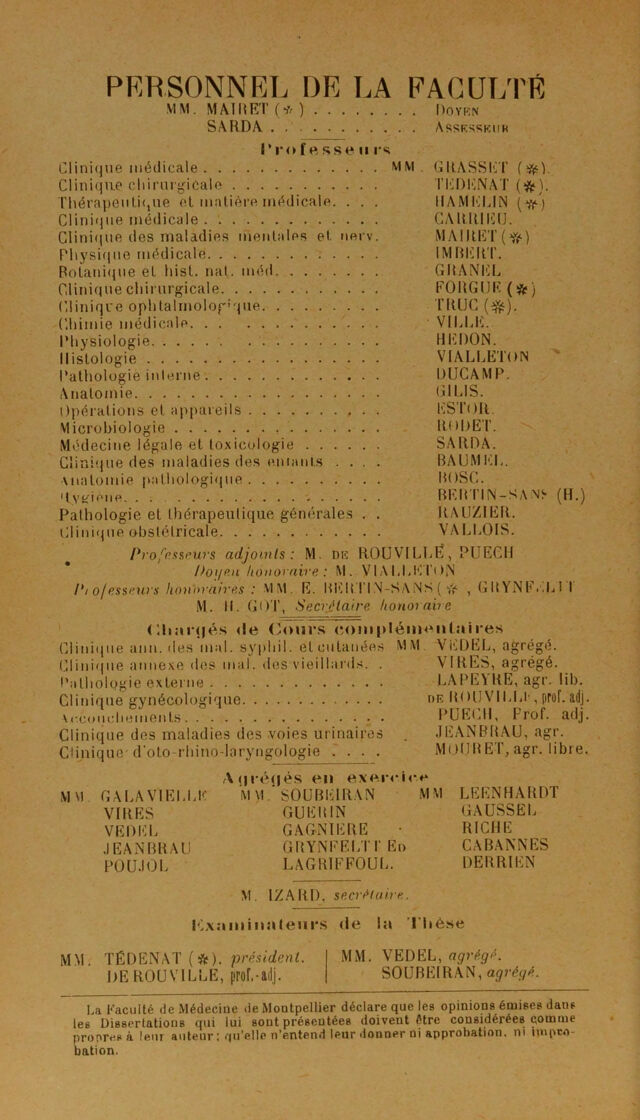 PERSONNEL DE LA FACULTÉ
MM. MAIRET (✻) . . . . . . . . DOYEN
SARDA . . . . . . . . . . . ASSESSEUR
Professeurs
Clinique médicale . . . . . . . . . . . . . MM. GRASSET (✻).
Clinique chirurgicale . . . . . . . . . . . TEDENAT (✻).
Thérapeutique et matière médicale. . . . HAMELIN (✻)
Clinique médicale . . . . . . . . . . . . . CARRIEU.
Clinique des maladies mentales et nerv. MAIRET (✻)
Physique médicale. . . . . . . . . . . . . IMBERT.
Botanique et hist. nat. méd. . . . . . . . GRANEL
Clinique chirurgicale. . . . . . . . . . . . FORGUE (✻)
Clinique ophtalmologique. . . . . . . . . TRUC (✻).
Chimie médicale. . . . . . . . . . . . . . VILLE.
Physiologie. . . . . . . . . . . . . . . . HEDON.
Histologie . . . . . . . . . . . . . . . . VIALLETON
Pathologie interne. . . . . . . . . . . . . DUCAMP.
Anatomie. . . . . . . . . . . . . . . . . GILIS.
Opérations et appareils . . . . . . . . . . ESTOR
Microbiologie . . . . . . . . . . . . . . . RODET.
Médecine légale et toxicologie . . . . . . SARDA.
Clinique des maladies des enfants . . . . BAUMEL.
Anatomie pathologique . . . . . . . . . . BOSC.
Hygiène. . . . . . . . . . . . . . . . . . BERTIN-SANS (H.)
Pathologie et thérapeutique générales . . RAUZIER.
Clinique obstétricale. . . . . . . . . . . . VALLOIS.
Professeurs adjoints : M. DE ROUVILLE, PUECH
Doyen honoraire : M. VIALLETON
Professeurs honoraires : MM. E. BERTIN-SANS (✻ , GRYNFELTT
M. H. GOT, Secrétaire honoraire
Chargés de Cours complémentaires
Clinique ann. des mal. syphil. et cutanées MM. VEDEL, agrégé.
Clinique annexe des mal. des vieillards. . VIRES, agrégé.
Pathologie externe . . . . . . . . . . . . LAPEYRE, agr. lib.
Clinique gynécologique. . . . . . . . . . . DE ROUVILLE, prof. adj.
Accouchements. . . . . . . . . . . . . . PUECH, Prof. adj.
Clinique des maladies des voies urinaires . JEANBRAU, agr.
Clinique d'oto-rhino-laryngologie . . . . MOURET, agr. libre.
Agrégés en exercice
MM. GALAVIELLE MM. SOUBEIRAN MM LEENHARDT
VIRES GUERIN GAUSSEL
VEDEL GAGNIERE RICHE
JEANBRAU GRYNFELTT ED CABANNES
POUJOL LAGRIFFOUL. DERRIEN
M. IZARD, secrétaire.
Examinateurs de la Thèse
MM. TÉDENAT (✻). président. MM. VEDEL, agrégé.
DE ROUVILLE, prof.-adj. SOUBEIRAN, agrégé.
La Faculté de Médecine de Montpellier déclare que les opinions émises dans
les Dissertations qui lui sont présentées doivent être considérées comme
propres à leur auteur ; qu'elle n'entend leur donner ni approbation, ni impro-
bation.